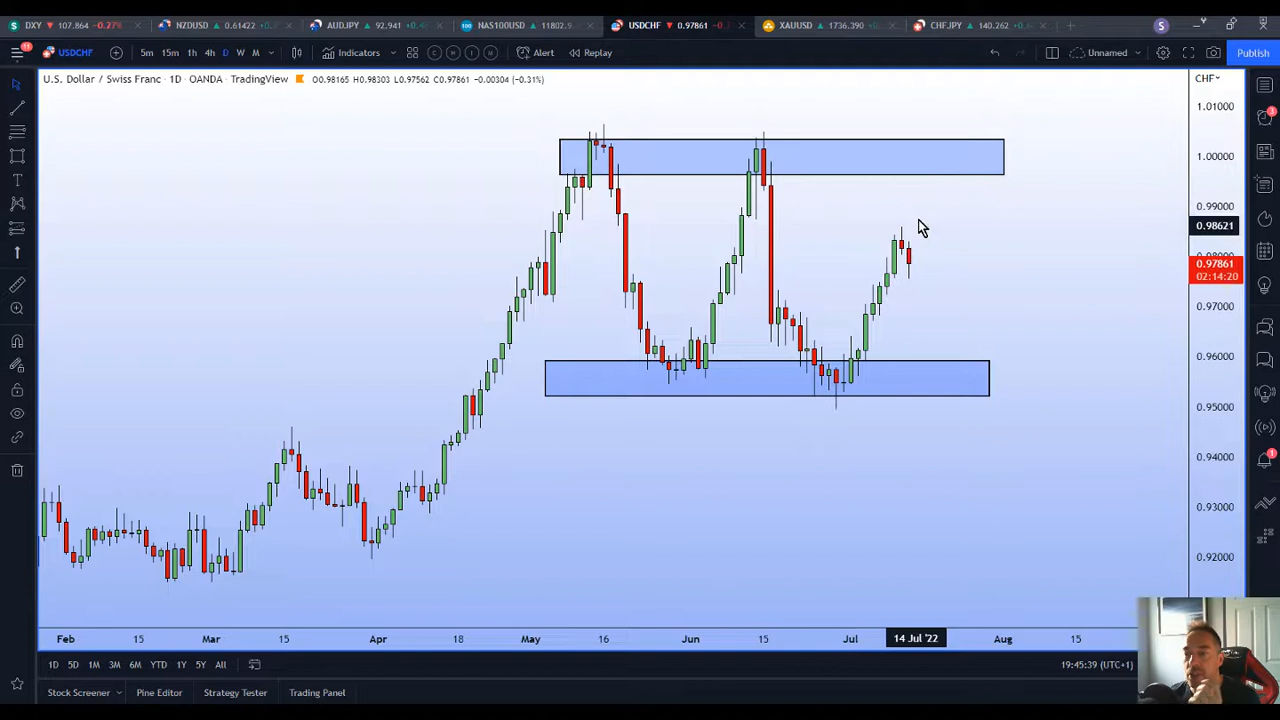 DXY 107.864 −0.27%
NZDUSD 0.61422
AUDJPY 92.941
NAS100USD 11802.9
USDCHF 0.97861
XAUUSD 1736.390
CHFJPY 140.262
S
11
USDCHF 5m 15m 1h 4h D W M Indicators C H I M Alert Replay Unnamed Publish
U.S. Dollar / Swiss Franc · 1D · OANDA · TradingView O0.98165 H0.98303 L0.97562 C0.97861 −0.00304 (−0.31%)
CHF
1.01000
1.00000
0.99000
0.98621
0.97861
02:14:20
0.97000
0.96000
0.95000
0.94000
0.93000
0.92000
3
1
Feb 15 Mar 15 Apr 18 May 16 Jun 15 Jul 14 Jul '22 Aug 15
1D 5D 1M 3M 6M YTD 1Y 5Y All 19:45:39 (UTC+1)
Stock Screener Pine Editor Strategy Tester Trading Panel